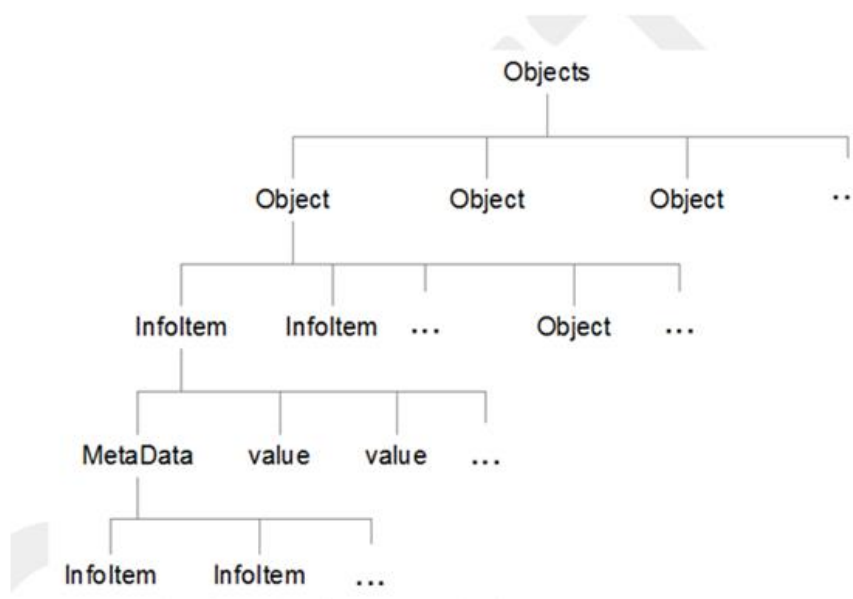 Objects
Object Object Object ..
InfoItem InfoItem ... Object ...
MetaData value value ...
InfoItem InfoItem ...